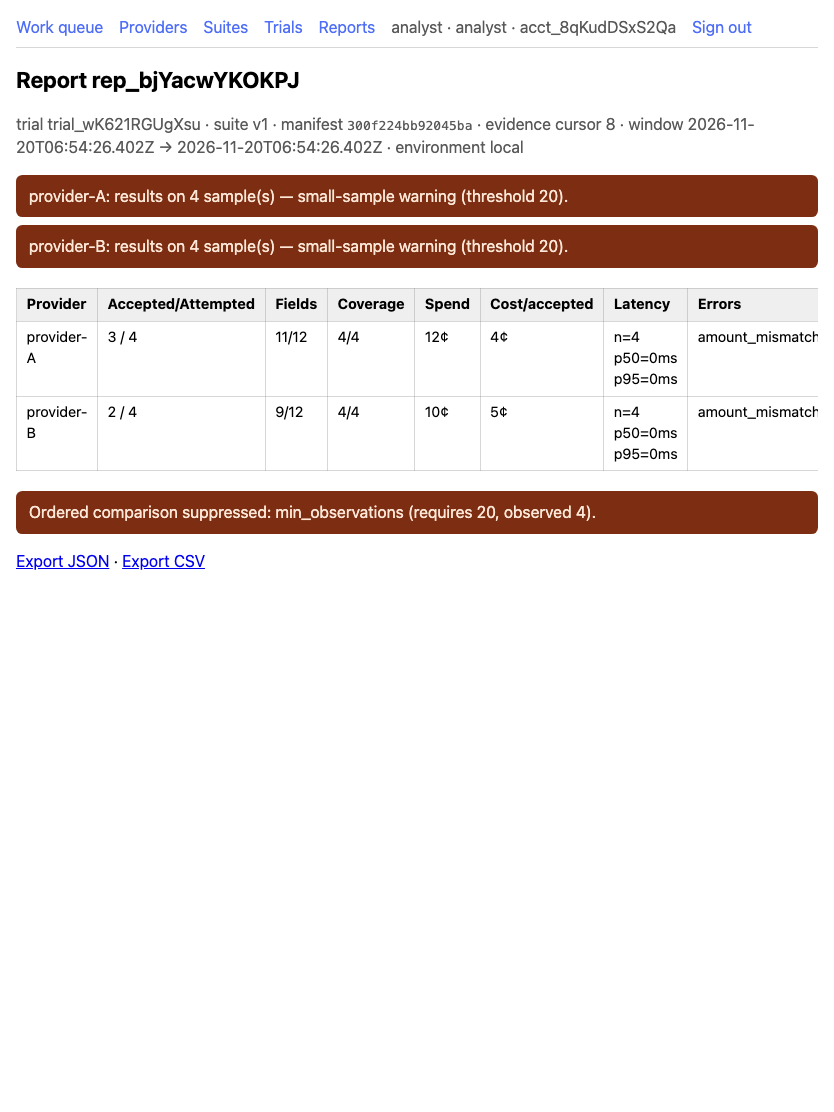 Work queue Providers Suites Trials Reports analyst · analyst · acct_8qKudDSxS2Qa Sign out
Report rep_bjYacwYKOKPJ
trial trial_wK621RGUgXsu · suite v1 · manifest 300f224bb92045ba · evidence cursor 8 · window 2026-11-
20T06:54:26.402Z → 2026-11-20T06:54:26.402Z · environment local
provider-A: results on 4 sample(s) — small-sample warning (threshold 20).
provider-B: results on 4 sample(s) — small-sample warning (threshold 20).
Provider Accepted/Attempted Fields Coverage Spend Cost/accepted Latency Errors
provider- 3 / 4 11/12 4/4 12¢ 4¢ n=4 amount_mismatch
A p50=0ms
p95=0ms
provider- 2 / 4 9/12 4/4 10¢ 5¢ n=4 amount_mismatch
B p50=0ms
p95=0ms
Ordered comparison suppressed: min_observations (requires 20, observed 4).
Export JSON · Export CSV